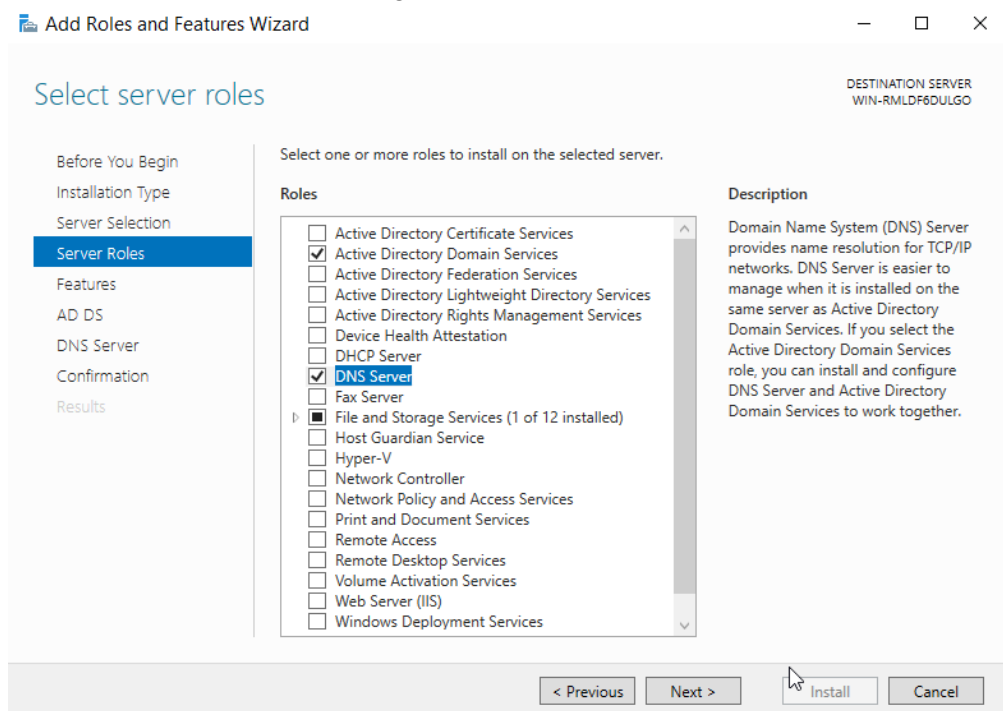 Add Roles and Features Wizard
Select server roles
DESTINATION SERVER
WIN-RMLDF6DULGO
Before You Begin
Installation Type
Server Selection
Server Roles
Features
AD DS
DNS Server
Confirmation
Results
Select one or more roles to install on the selected server.
Roles
Active Directory Certificate Services
Active Directory Domain Services
Active Directory Federation Services
Active Directory Lightweight Directory Services
Active Directory Rights Management Services
Device Health Attestation
DHCP Server
DNS Server
Fax Server
File and Storage Services (1 of 12 installed)
Host Guardian Service
Hyper-V
Network Controller
Network Policy and Access Services
Print and Document Services
Remote Access
Remote Desktop Services
Volume Activation Services
Web Server (IIS)
Windows Deployment Services
Description
Domain Name System (DNS) Server
provides name resolution for TCP/IP
networks. DNS Server is easier to
manage when it is installed on the
same server as Active Directory
Domain Services. If you select the
Active Directory Domain Services
role, you can install and configure
DNS Server and Active Directory
Domain Services to work together.
< Previous
Next >
Install
Cancel